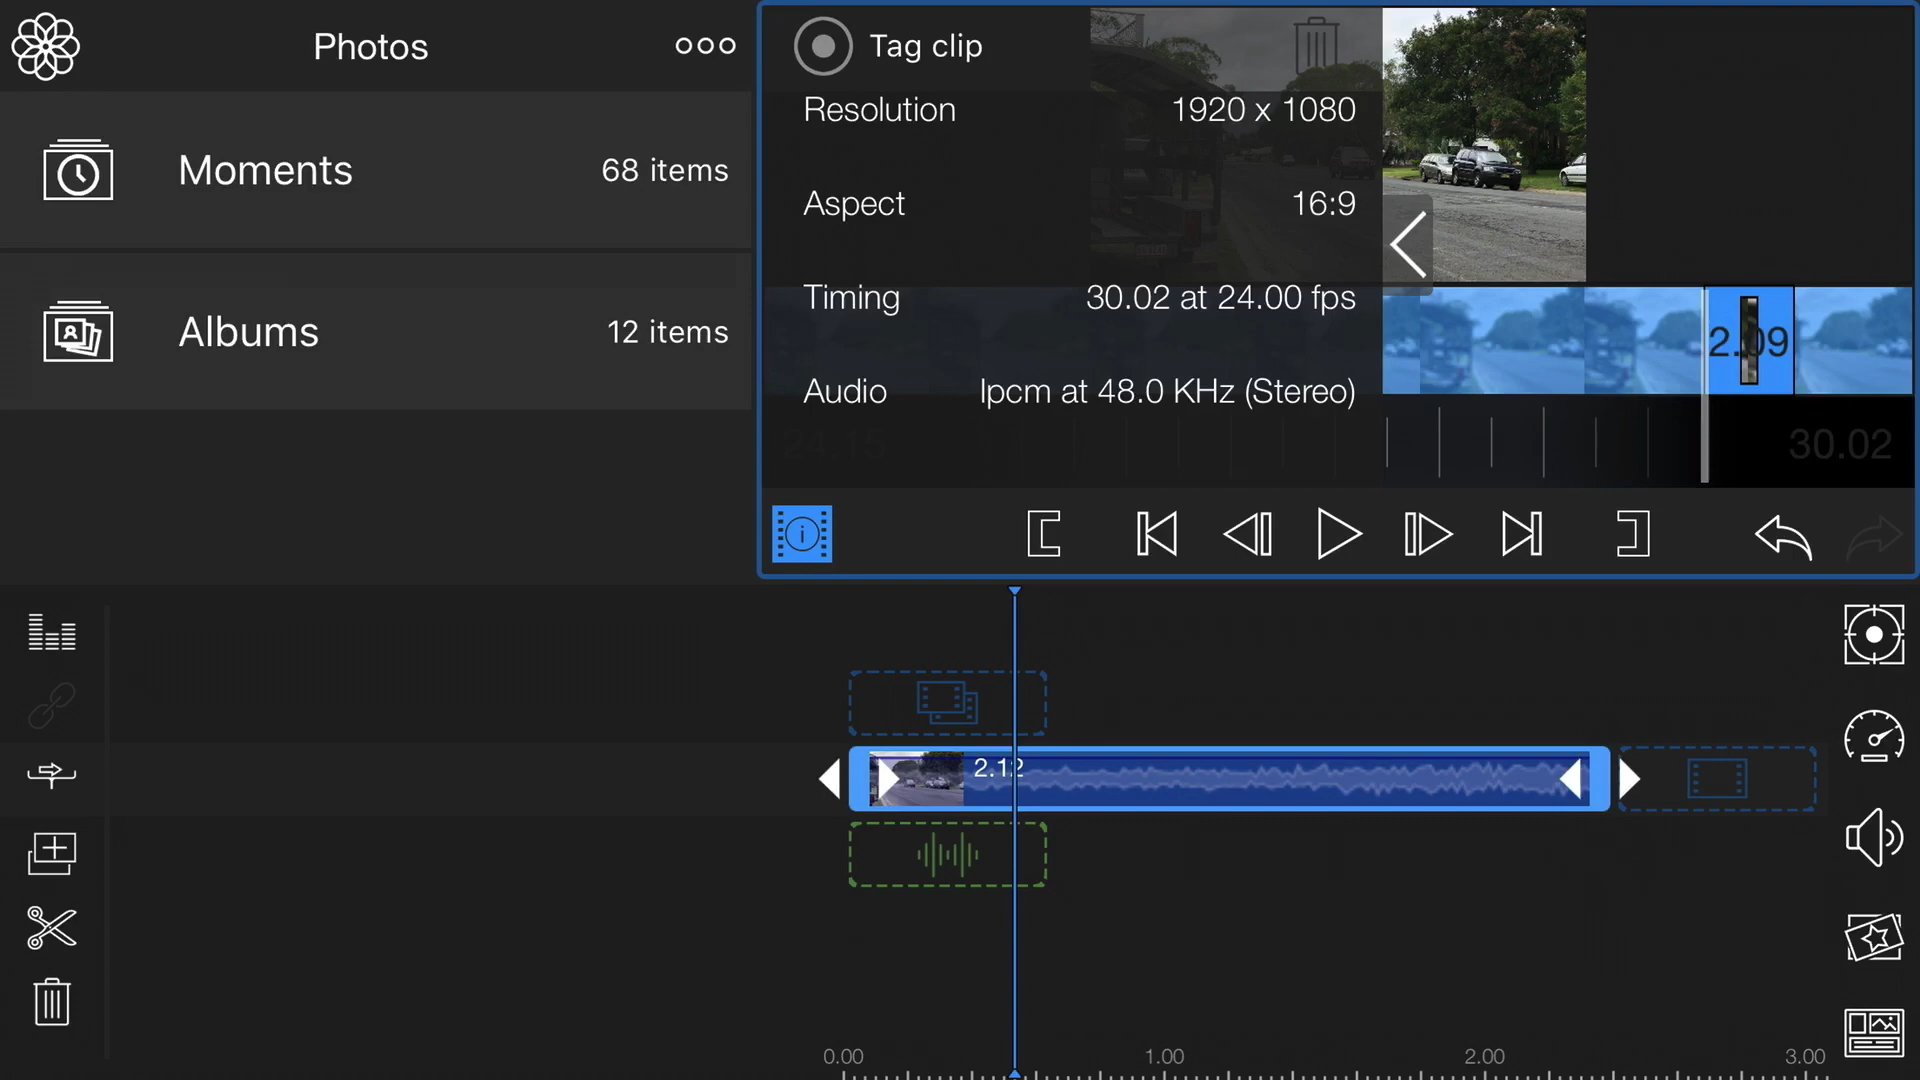 Photos
Tag clip
Moments 68 items
Albums 12 items
Resolution 1920 x 1080
Aspect 16:9
Timing 30.02 at 24.00 fps
Audio lpcm at 48.0 KHz (Stereo)
2.09
24.15
30.02
2.12
0.00 1.00 2.00 3.00